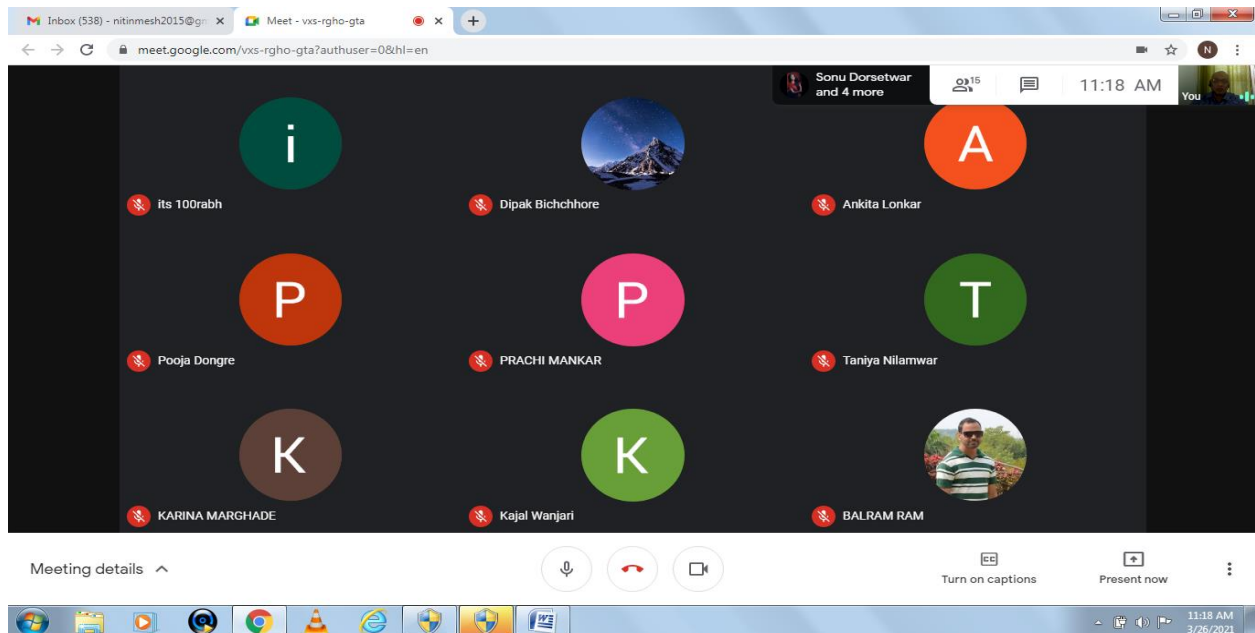 Inbox (538) - nitinmesh2015@gm
Meet - vxs-rgho-gta
meet.google.com/vxs-rgho-gta?authuser=0&hl=en
N
Sonu Dorsetwar
and 4 more
15
11:18 AM
You
i
A
its 100rabh
Dipak Bichchhore
Ankita Lonkar
P
P
T
Pooja Dongre
PRACHI MANKAR
Taniya Nilamwar
K
K
KARINA MARGHADE
Kajal Wanjari
BALRAM RAM
Meeting details
CC
Turn on captions
Present now
W
11:18 AM
3/26/2021